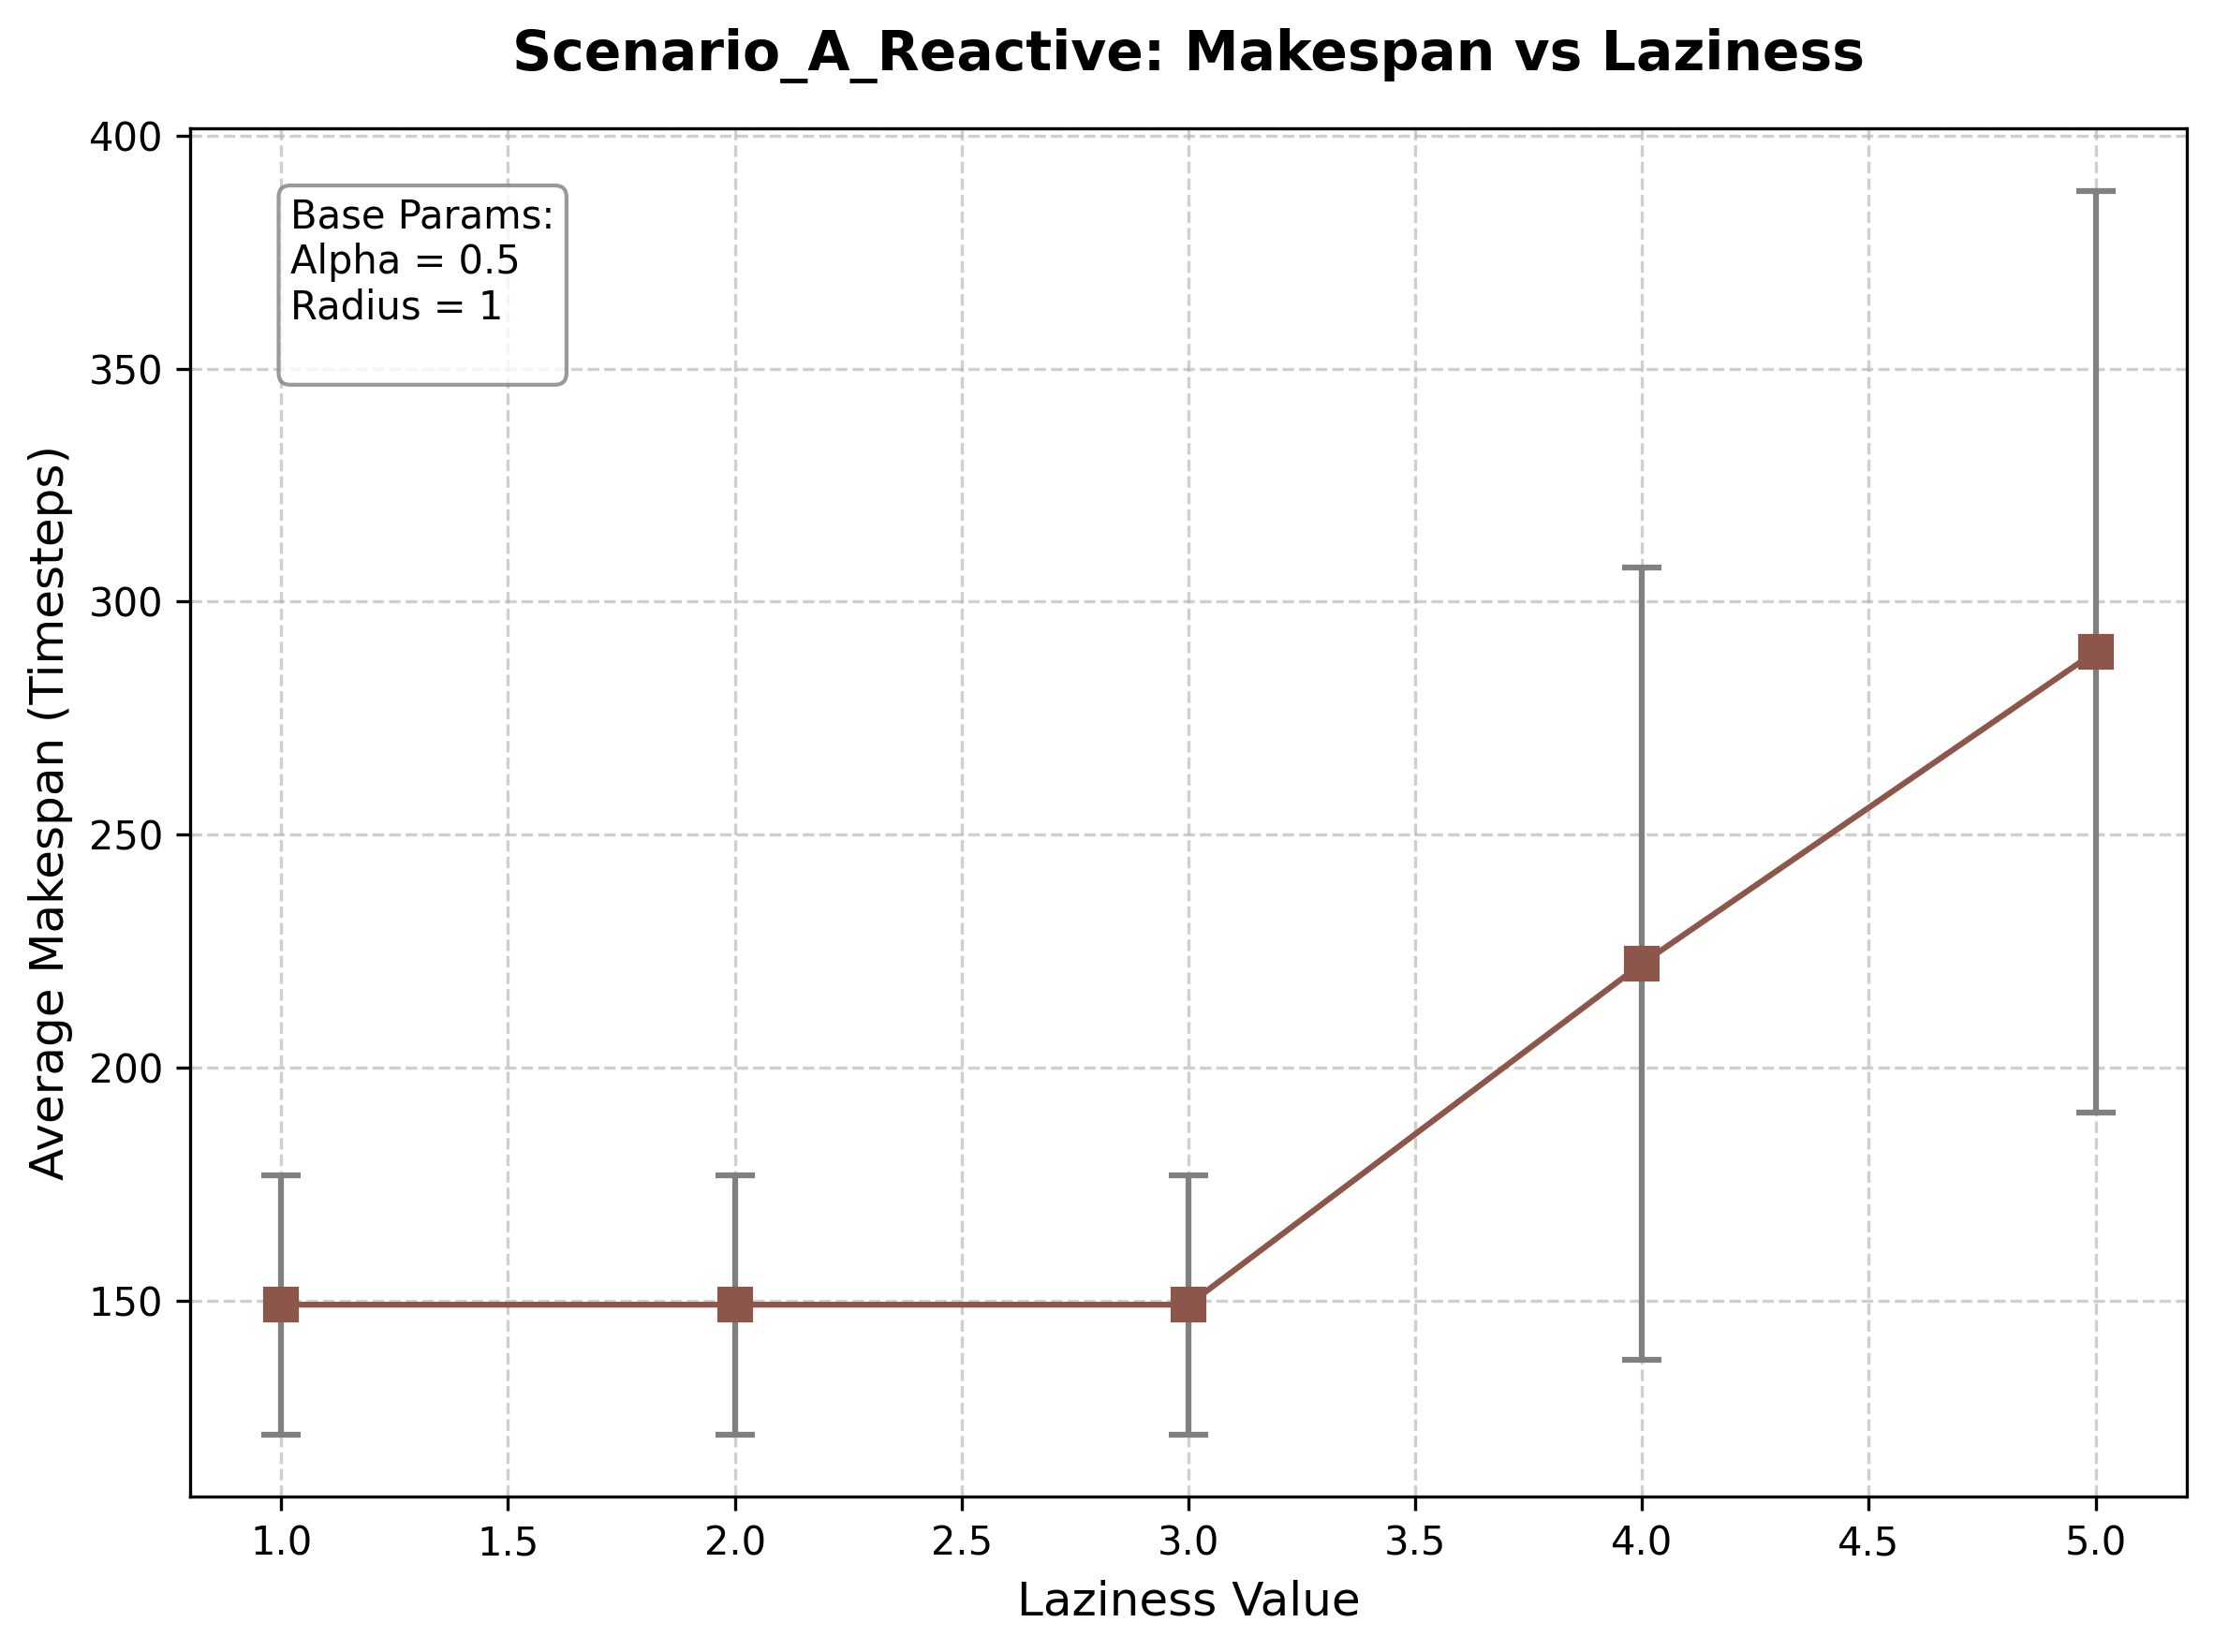 Scenario_A_Reactive: Makespan vs Laziness
400
350
300
250
200
150
Average Makespan (Timesteps)
Base Params:
Alpha = 0.5
Radius = 1
1.0 1.5 2.0 2.5 3.0 3.5 4.0 4.5 5.0
Laziness Value